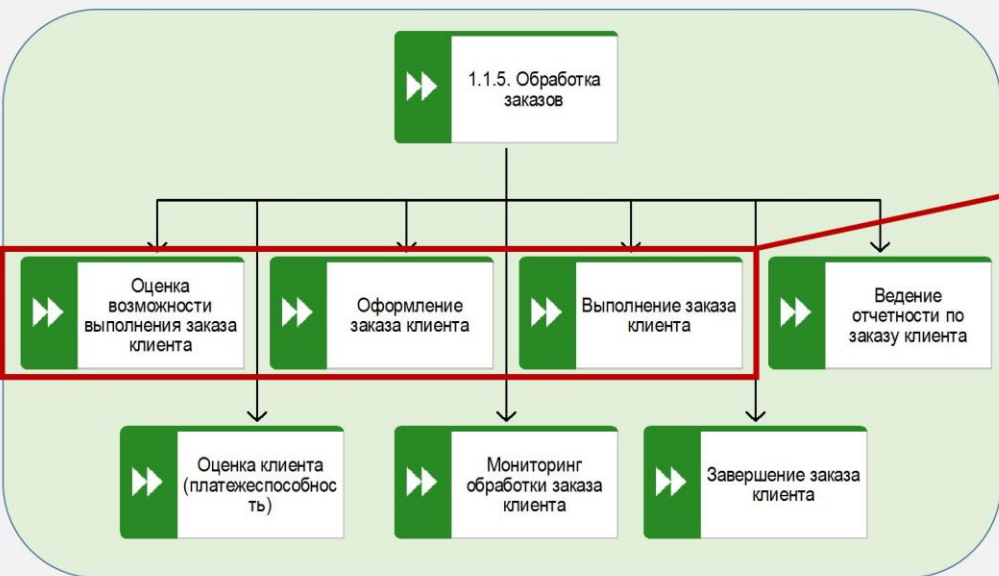 1.1.5. Обработка
заказов
Оценка
возможности
выполнения заказа
клиента
Оформление
заказа клиента
Выполнение заказа
клиента
Ведение
отчетности по
заказу клиента
Оценка клиента
(платежеспособнос
ть)
Мониторинг
обработки заказа
клиента
Завершение заказа
клиента